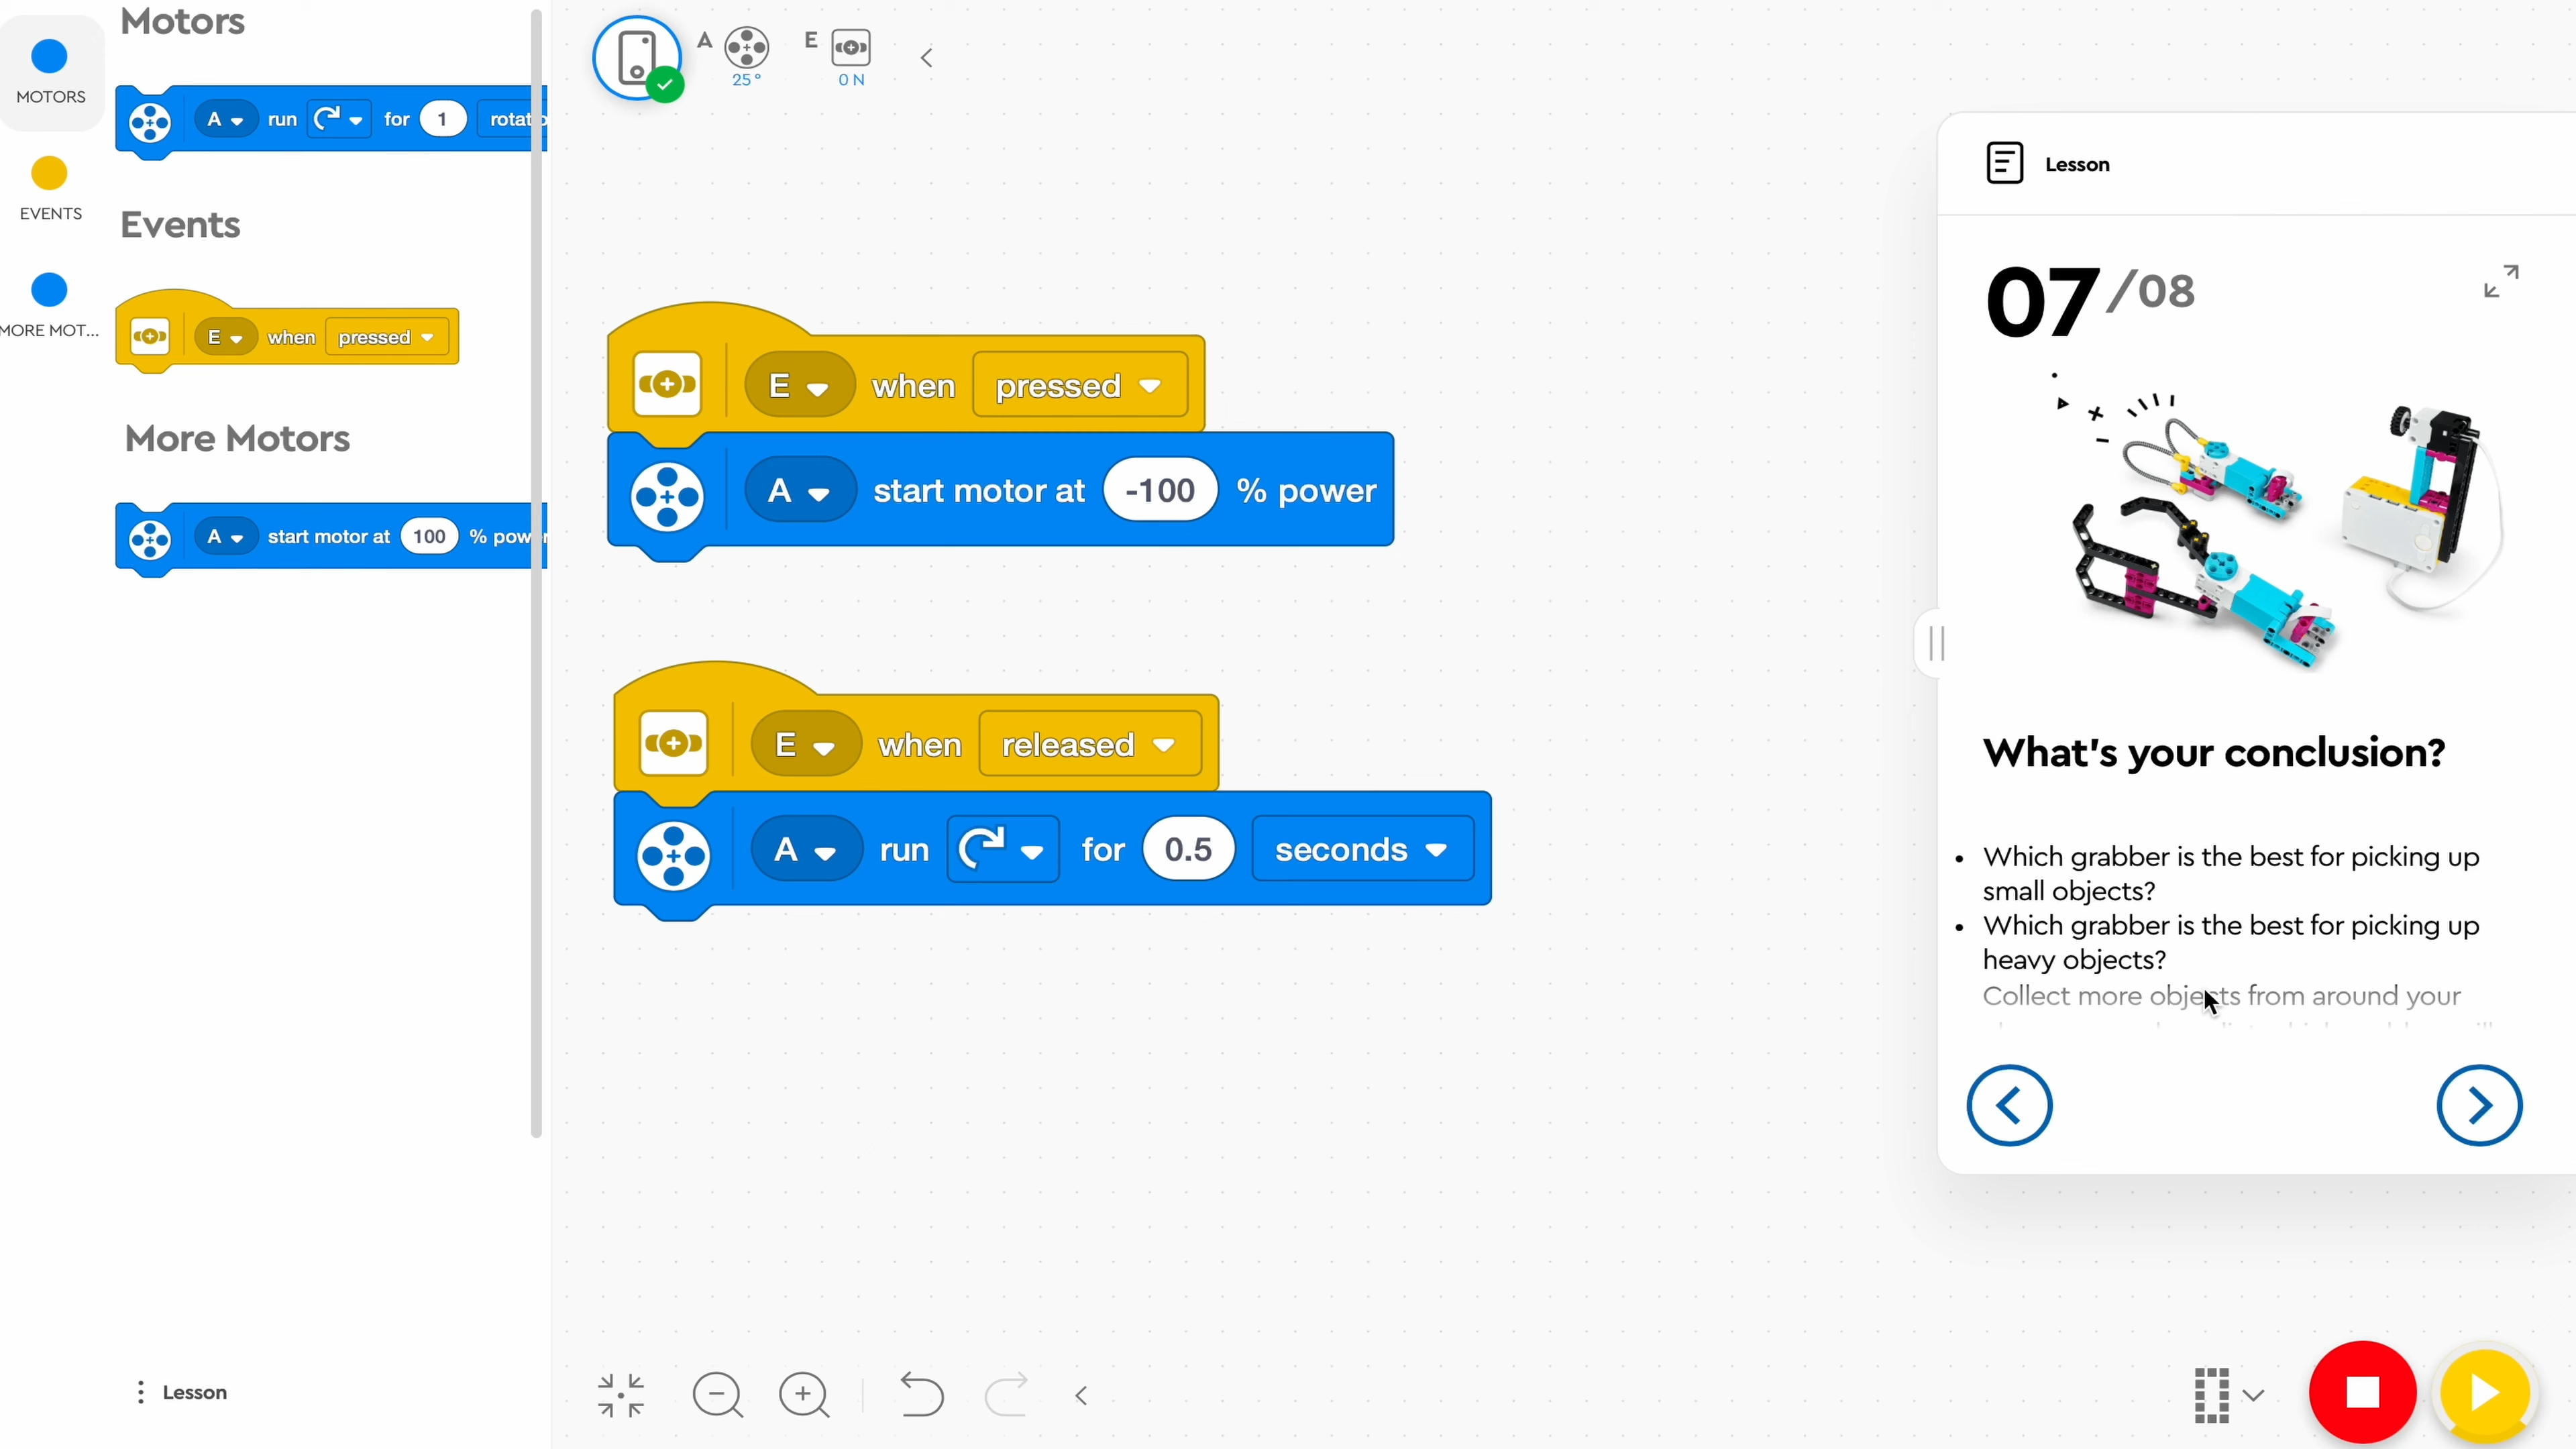 MOTORS
EVENTS
MORE MOT...
Motors
A run for 1
Events
E when pressed
More Motors
A start motor at 100 %
Lesson
A
25°
E
0 N
E when pressed
A start motor at -100 % power
E when released
A run for 0.5 seconds
Lesson
07/08
What's your conclusion?
• Which grabber is the best for picking up
small objects?
• Which grabber is the best for picking up
heavy objects?
Collect more objects from around your